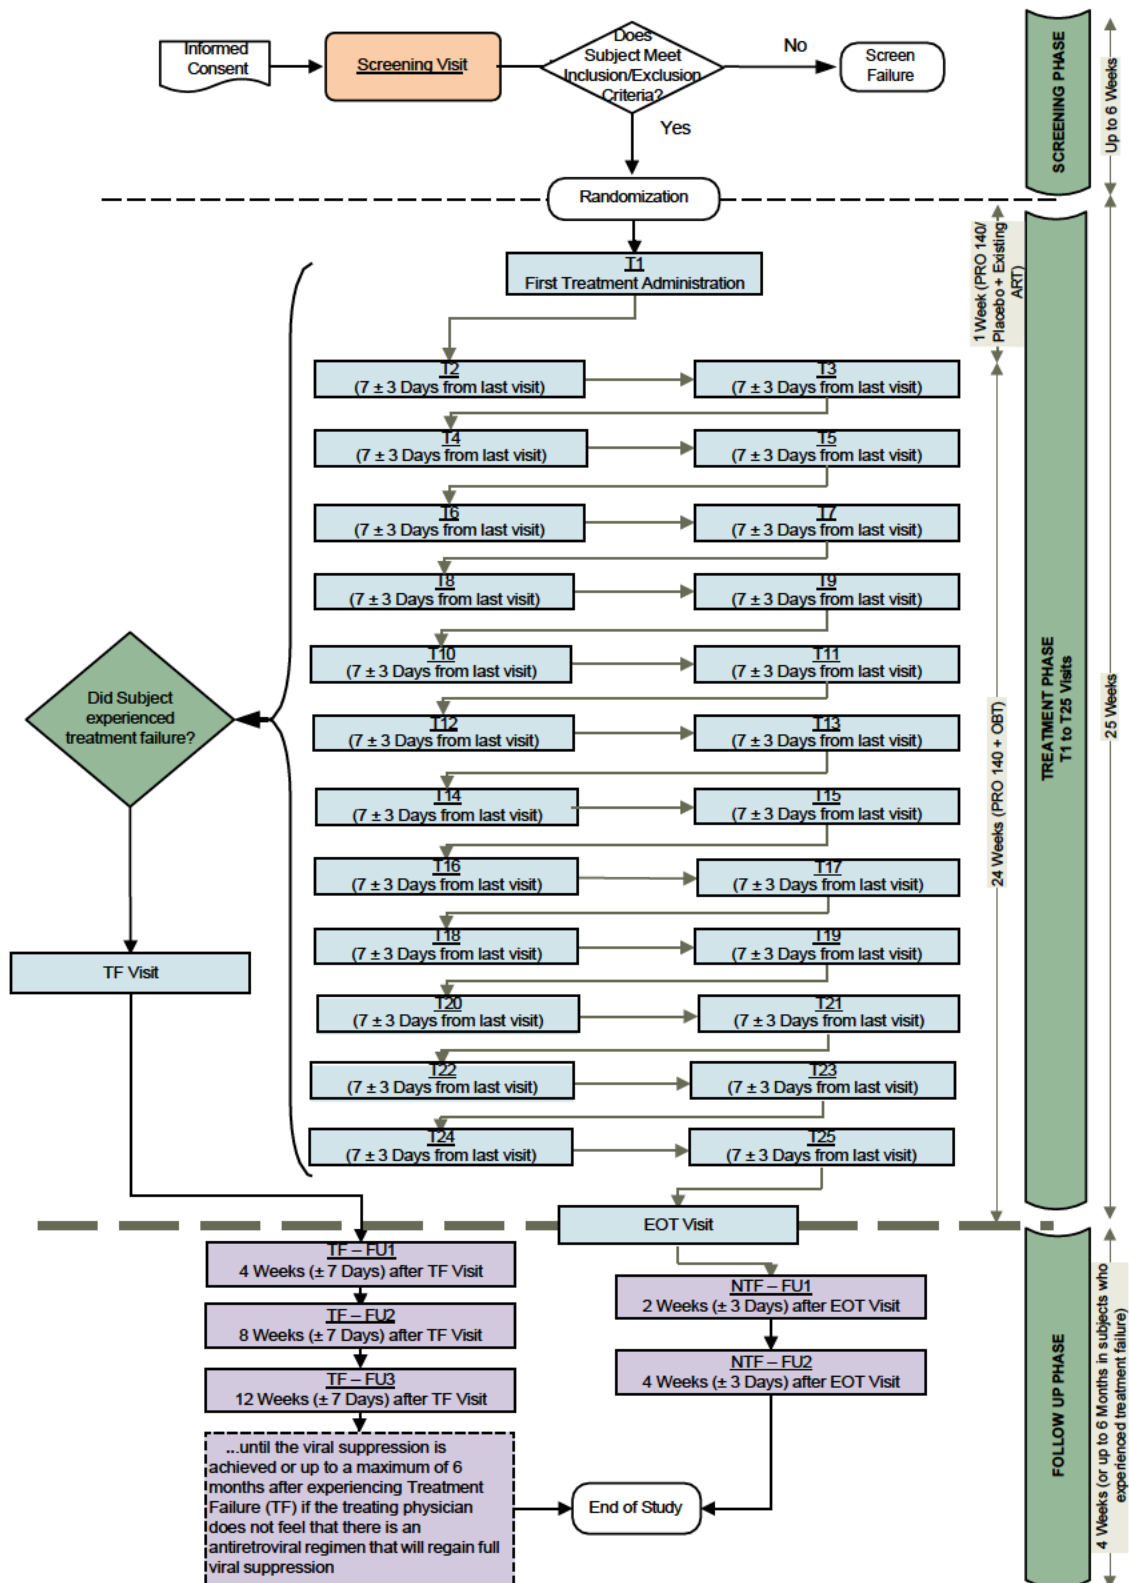 Informed
Consent
Screening Visit
Does
Subject Meet
Inclusion/Exclusion
Criteria?
No
Screen
Failure
Yes
Randomization
SCREENING PHASE
Up to 6 Weeks
T1
First Treatment Administration
1 Week (PRO 140/
Placebo + Existing
ART)
T2
(7 ± 3 Days from last visit)
T3
(7 ± 3 Days from last visit)
T4
(7 ± 3 Days from last visit)
T5
(7 ± 3 Days from last visit)
T6
(7 ± 3 Days from last visit)
T7
(7 ± 3 Days from last visit)
T8
(7 ± 3 Days from last visit)
T9
(7 ± 3 Days from last visit)
T10
(7 ± 3 Days from last visit)
T11
(7 ± 3 Days from last visit)
T12
(7 ± 3 Days from last visit)
T13
(7 ± 3 Days from last visit)
T14
(7 ± 3 Days from last visit)
T15
(7 ± 3 Days from last visit)
T16
(7 ± 3 Days from last visit)
T17
(7 ± 3 Days from last visit)
T18
(7 ± 3 Days from last visit)
T19
(7 ± 3 Days from last visit)
T20
(7 ± 3 Days from last visit)
T21
(7 ± 3 Days from last visit)
T22
(7 ± 3 Days from last visit)
T23
(7 ± 3 Days from last visit)
T24
(7 ± 3 Days from last visit)
T25
(7 ± 3 Days from last visit)
24 Weeks (PRO 140 + OBT)
TREATMENT PHASE
T1 to T25 Visits
25 Weeks
Did Subject
experienced
treatment failure?
TF Visit
EOT Visit
TF – FU1
4 Weeks (± 7 Days) after TF Visit
TF – FU2
8 Weeks (± 7 Days) after TF Visit
TF – FU3
12 Weeks (± 7 Days) after TF Visit
...until the viral suppression is
achieved or up to a maximum of 6
months after experiencing Treatment
Failure (TF) if the treating physician
does not feel that there is an
antiretroviral regimen that will regain full
viral suppression
NTF – FU1
2 Weeks (± 3 Days) after EOT Visit
NTF – FU2
4 Weeks (± 3 Days) after EOT Visit
End of Study
FOLLOW UP PHASE
4 Weeks (or up to 6 Months in subjects who
experienced treatment failure)